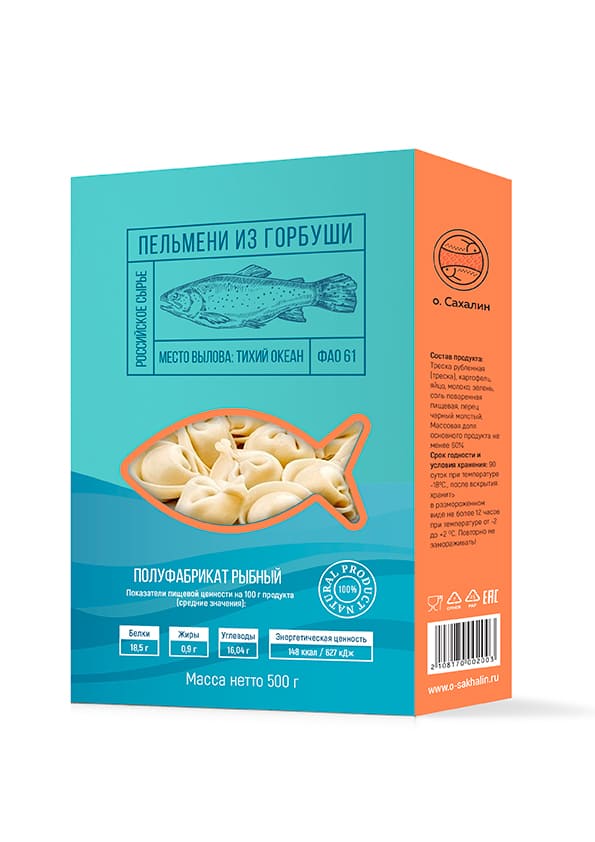 ПЕЛЬМЕНИ ИЗ ГОРБУШИ
РОССИЙСКОЕ СЫРЬЕ
МЕСТО ВЫЛОВА: ТИХИЙ ОКЕАН
ФАО 61
ПОЛУФАБРИКАТ РЫБНЫЙ
Показатели пищевой ценности на 100 г продукта
(средние значения):
NATURAL PRODUCT
100%
Белки
18,5 г
Жиры
0,9 г
Углеводы
16,04 г
Энергетическая ценность
148 ккал / 627 кДж
Масса нетто 500 г
о. Сахалин
Состав продукта:
Треска рубленная
(треска), картофель,
яйцо, молоко, зелень,
соль поваренная
пищевая, перец
черный молотый.
Массовая доля
основного продукта не
менее 50%
Срок годности и
условия хранения: 90
суток при температуре
-18°C, после вскрытия
хранить
в размороженном
виде не более 12 часов
при температуре от -2
до +2 °C. Повторно не
замораживать!
PAP
EAC
2 108170 002003
www.o-sakhalin.ru